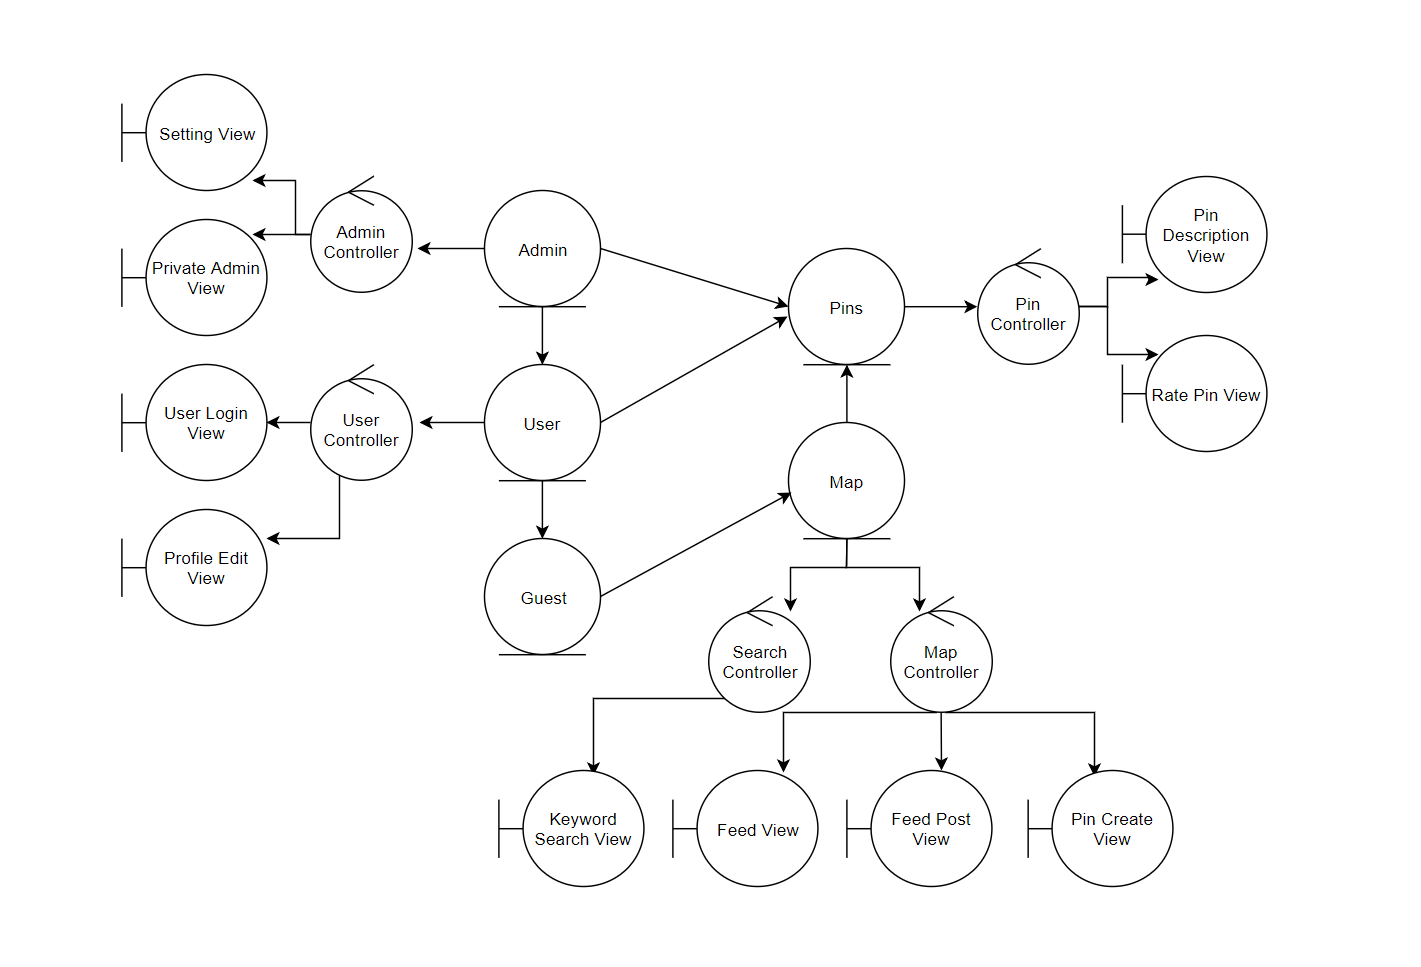 Setting View
Admin
Controller
Admin
Private Admin
View
Pin
Description
View
Pins
Pin
Controller
User Login
View
User
Controller
User
Rate Pin View
Map
Profile Edit
View
Guest
Search
Controller
Map
Controller
Keyword
Search View
Feed View
Feed Post
View
Pin Create
View